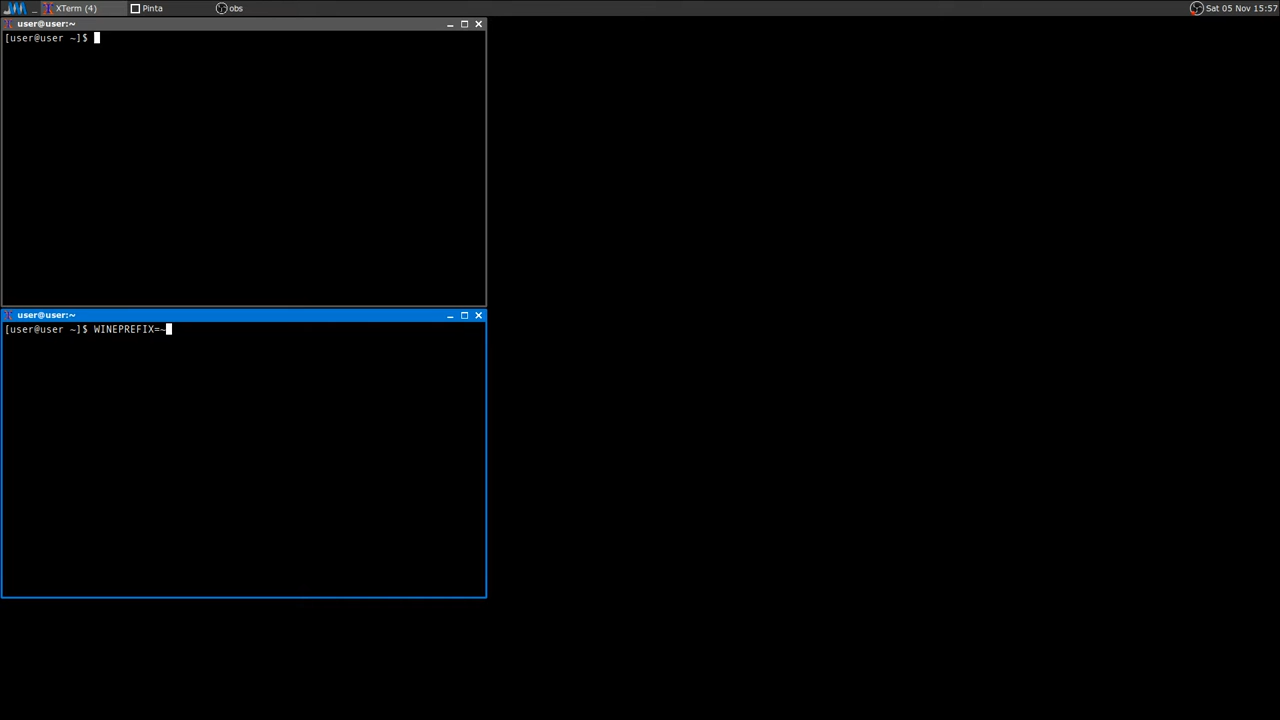 _ XTerm (4) Pinta obs Sat 05 Nov 15:57
user@user:~
[user@user ~]$
user@user:~
[user@user ~]$ WINEPREFIX=~